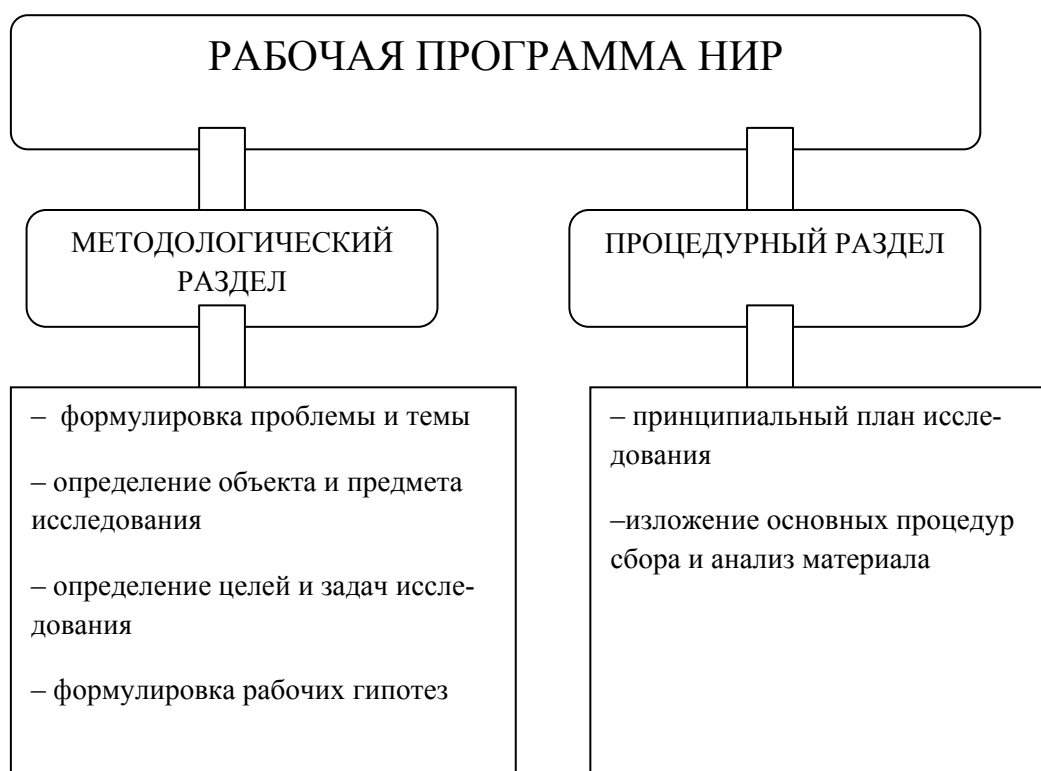 РАБОЧАЯ ПРОГРАММА НИР
МЕТОДОЛОГИЧЕСКИЙ
РАЗДЕЛ
ПРОЦЕДУРНЫЙ РАЗДЕЛ
– формулировка проблемы и темы
– определение объекта и предмета
исследования
– определение целей и задач иссле-
дования
– формулировка рабочих гипотез
– принципиальный план иссле-
дования
–изложение основных процедур
сбора и анализ материала